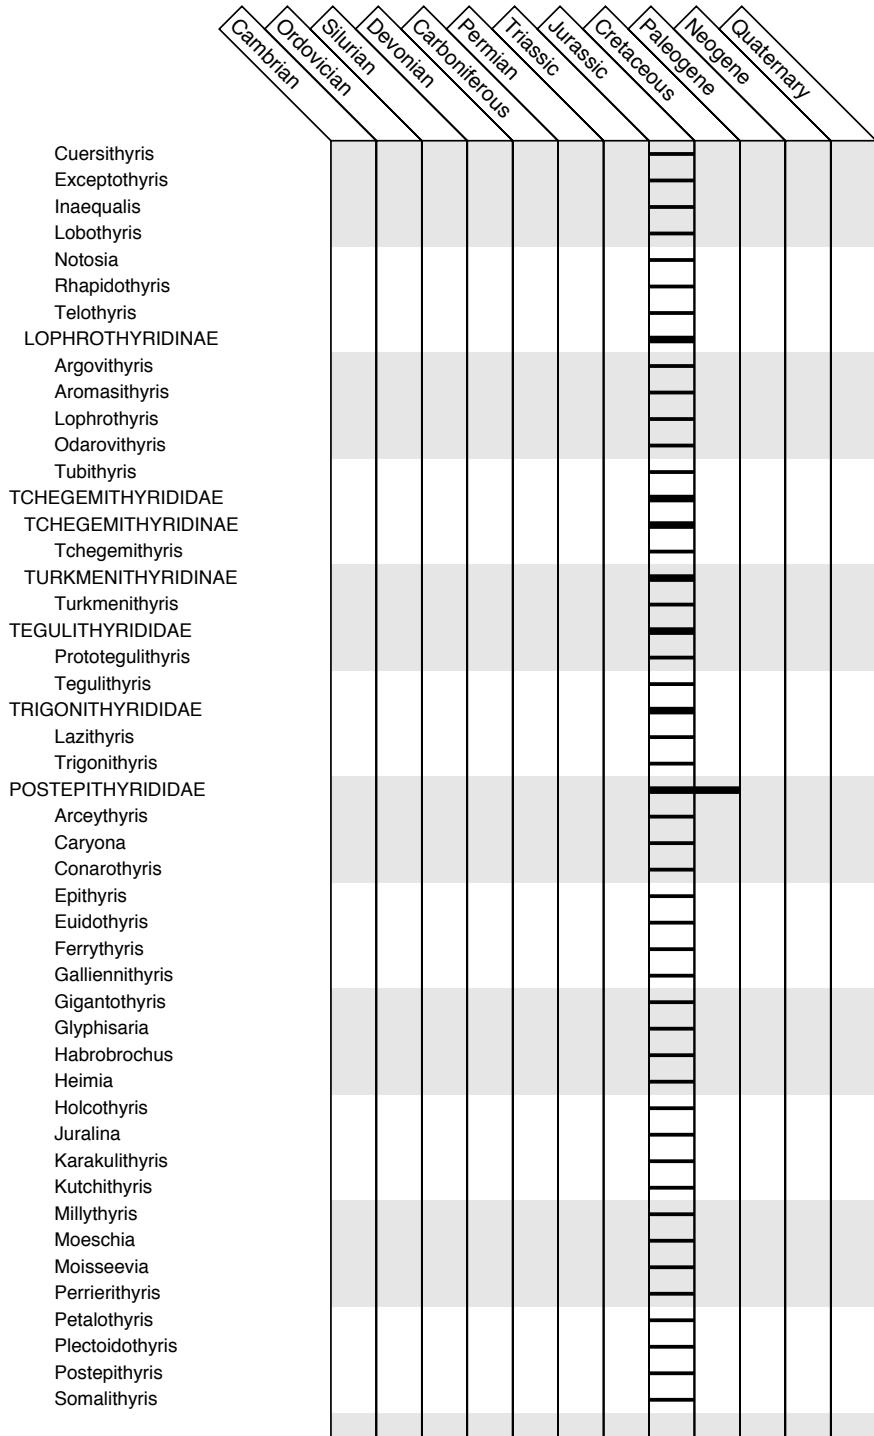 Cambrian
Ordovician
Silurian
Devonian
Carboniferous
Permian
Triassic
Jurassic
Cretaceous
Paleogene
Neogene
Quaternary
Cuersithyris
Exceptothyris
Inaequalis
Lobothyris
Notosia
Rhapidothyris
Telothyris
LOPHROTHYRIDINAE
Argovithyris
Aromasithyris
Lophrothyris
Odarovithyris
Tubithyris
TCHEGEMITHYRIDIDAE
TCHEGEMITHYRIDINAE
Tchegemithyris
TURKMENITHYRIDINAE
Turkmenithyris
TEGULITHYRIDIDAE
Prototegulithyris
Tegulithyris
TRIGONITHYRIDIDAE
Lazithyris
Trigonithyris
POSTEPITHYRIDIDAE
Arceythyris
Caryona
Conarothyris
Epithyris
Euidothyris
Ferrythyris
Galliennithyris
Gigantothyris
Glyphisaria
Habrobrochus
Heimia
Holcothyris
Juralina
Karakulithyris
Kutchithyris
Millythyris
Moeschia
Moisseevia
Perrierithyris
Petalothyris
Plectoidothyris
Postepithyris
Somalithyris